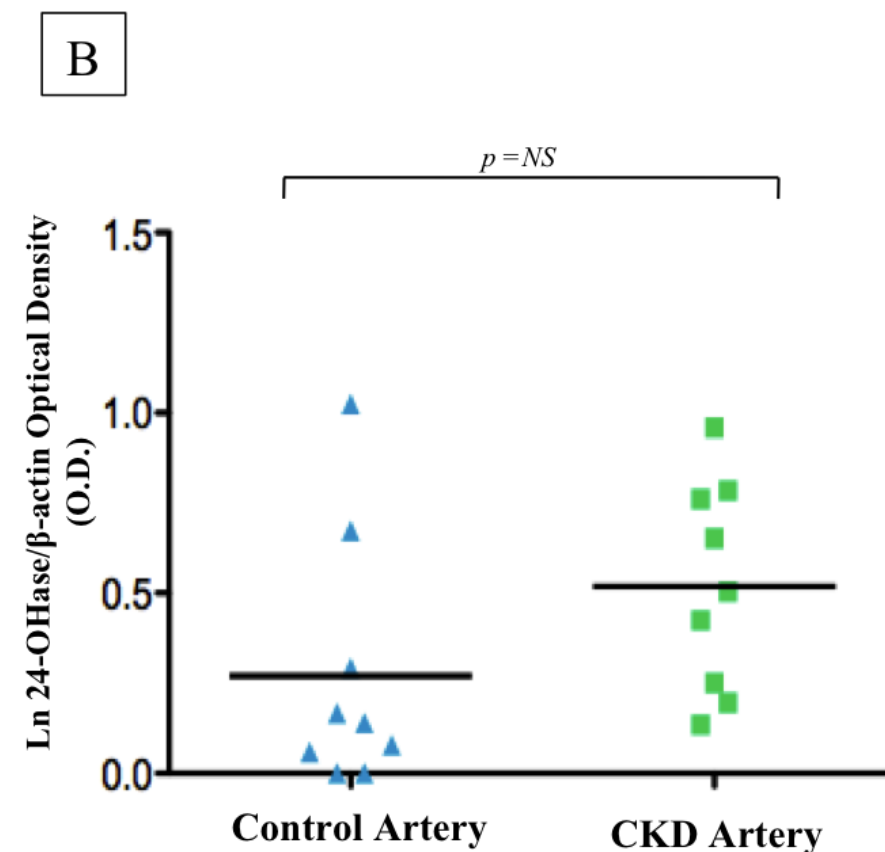 B
p =NS
Ln 24-OHase/β-actin Optical Density
(O.D.)
1.5
1.0
0.5
0.0
Control Artery
CKD Artery